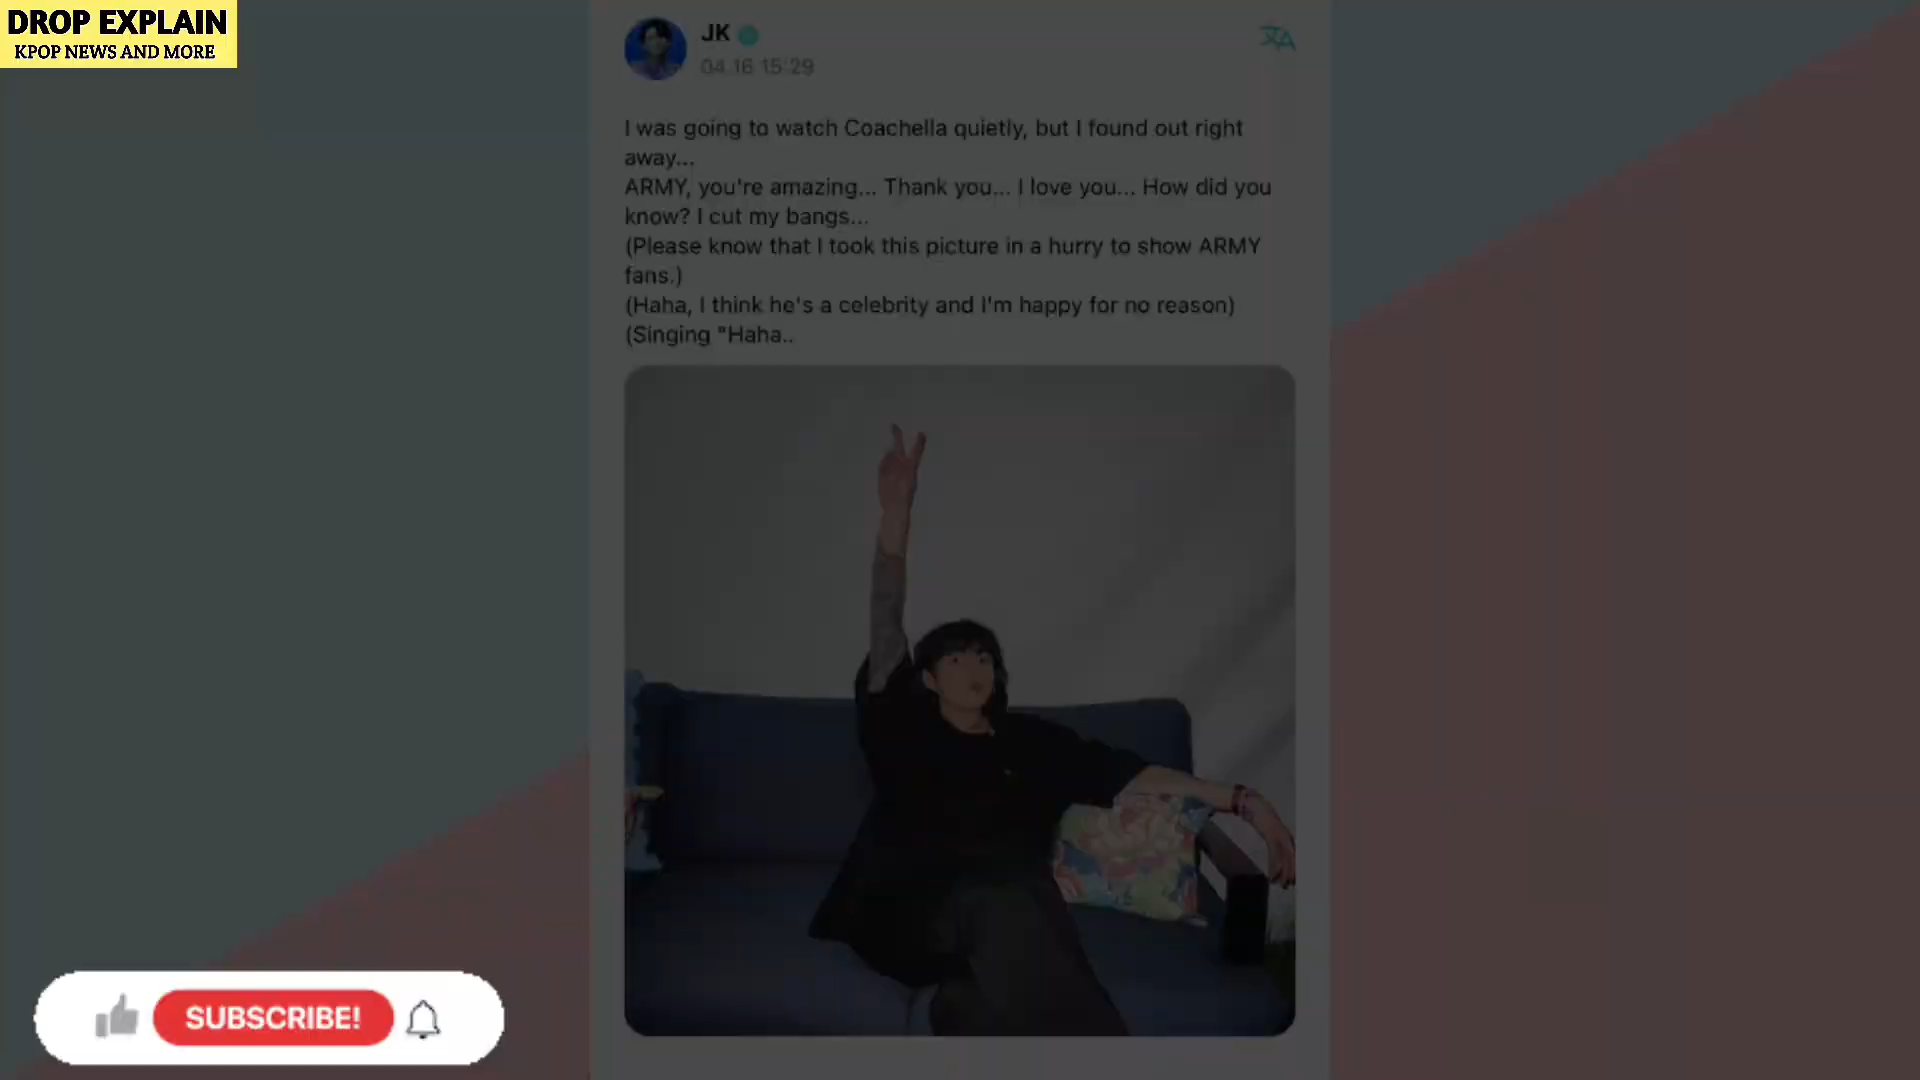 DROP EXPLAIN
KPOP NEWS AND MORE
JK
04.16 15:29
I was going to watch Coachella quietly, but I found out right
away...
ARMY, you're amazing... Thank you... I love you... How did you
know? I cut my bangs...
(Please know that I took this picture in a hurry to show ARMY
fans.)
(Haha, I think he's a celebrity and I'm happy for no reason)
(Singing "Haha..
SUBSCRIBE!